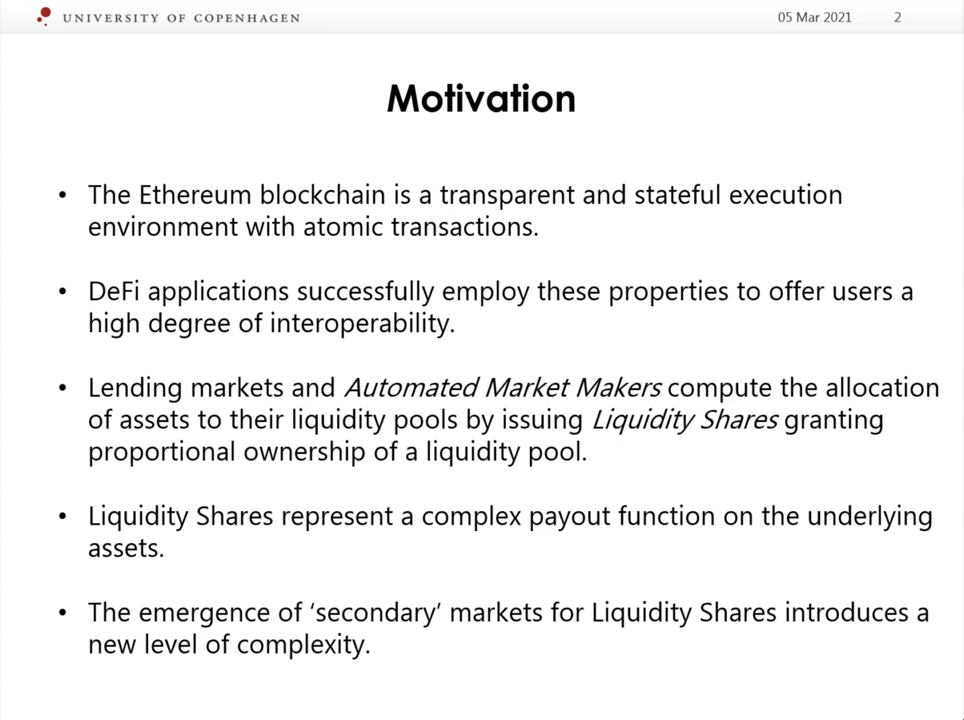 UNIVERSITY OF COPENHAGEN
05 Mar 2021
2
Motivation
• The Ethereum blockchain is a transparent and stateful execution
environment with atomic transactions.
• DeFi applications successfully employ these properties to offer users a
high degree of interoperability.
• Lending markets and Automated Market Makers compute the allocation
of assets to their liquidity pools by issuing Liquidity Shares granting
proportional ownership of a liquidity pool.
• Liquidity Shares represent a complex payout function on the underlying
assets.
• The emergence of ‘secondary’ markets for Liquidity Shares introduces a
new level of complexity.